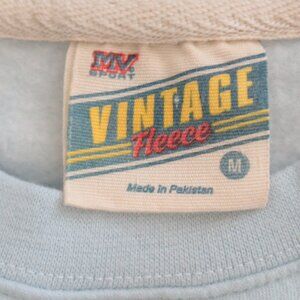 MV
SPORT
VINTAGE
Fleece
M
Made in Pakistan